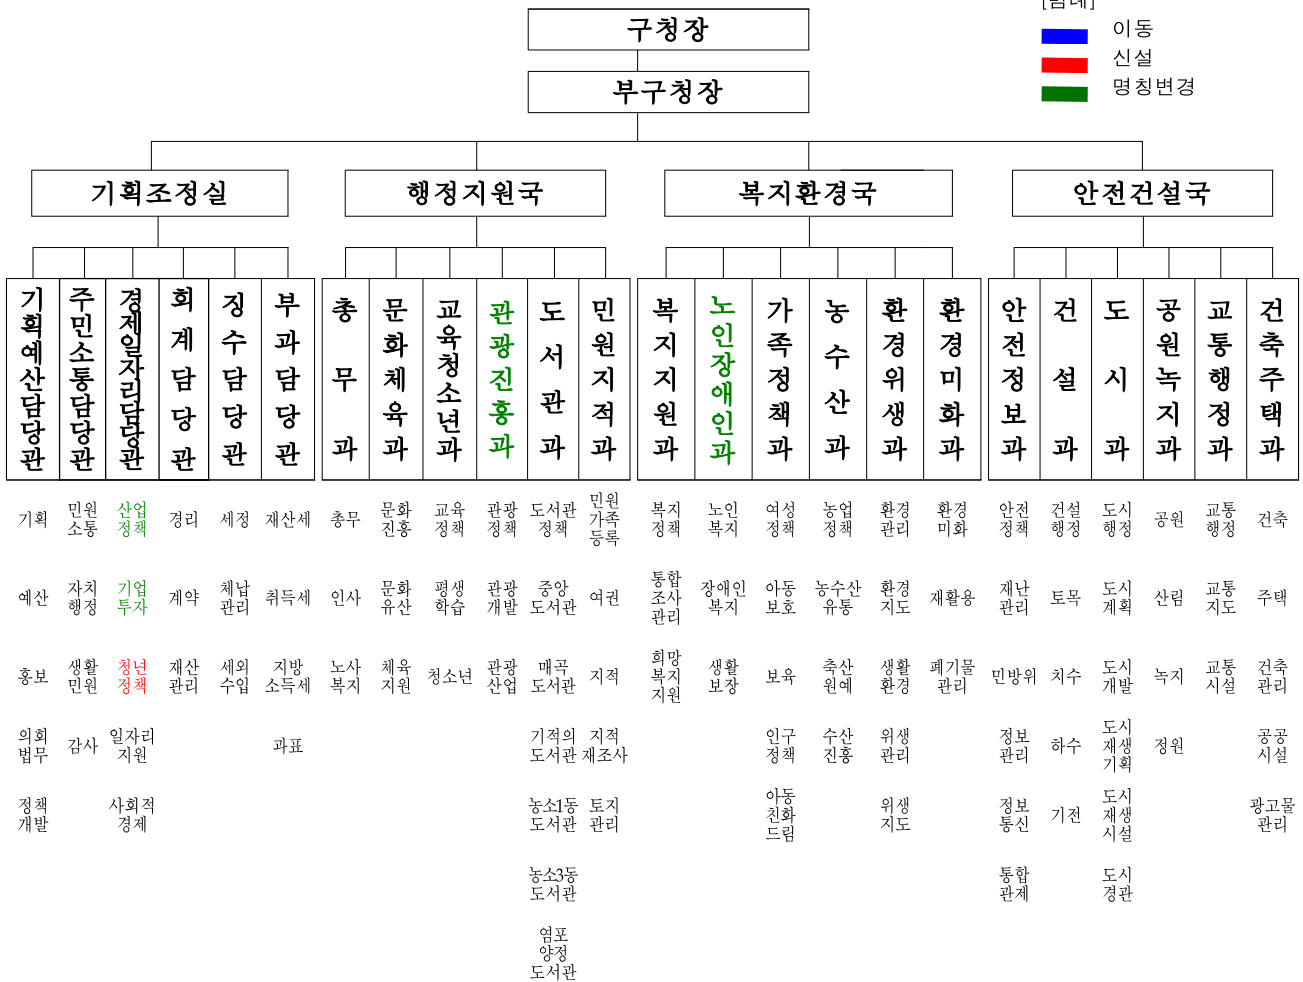 [범례]
이동
신설
명칭변경
구청장
부구청장
기획조정실
행정지원국
복지환경국
안전건설국
기획예산담당관
주민소통담당관
경제일자리담당관
회계담당관
징수담당관
부과담당관
총무과
문화체육과
교육청소년과
관광진흥과
도서관과
민원지적과
복지지원과
노인장애인과
가족정책과
농수산과
환경위생과
환경미화과
안전정보과
건설과
도시과
공원녹지과
교통행정과
건축주택과
기획
예산
홍보
의회
법무
정책
개발
민원
소통
자치
행정
생활
민원
감사
산업
정책
기업
투자
청년
정책
일자리
지원
사회적
경제
경리
계약
재산
관리
세정
체납
관리
세외
수입
재산세
취득세
지방
소득세
과표
총무
인사
노사
복지
문화
진흥
문화
유산
체육
지원
교육
정책
평생
학습
청소년
관광
정책
관광
개발
관광
산업
도서관
정책
중앙
도서관
매곡
도서관
기적의
도서관
농소1동
도서관
농소3동
도서관
염포
양정
도서관
민원
가족
등록
여권
지적
지적
재조사
토지
관리
복지
정책
통합
조사
관리
희망
복지
지원
노인
복지
장애인
복지
생활
보장
여성
정책
아동
보호
보육
인구
정책
아동
친화
드림
농업
정책
농수산
유통
축산
원예
수산
진흥
환경
관리
환경
지도
생활
환경
위생
관리
위생
지도
환경
미화
재활용
폐기물
관리
안전
정책
재난
관리
민방위
정보
관리
정보
통신
통합
관제
건설
행정
토목
치수
하수
기전
도시
행정
도시
계획
도시
개발
도시
재생
기획
도시
재생
시설
도시
경관
공원
산림
녹지
정원
교통
행정
교통
지도
교통
시설
건축
주택
건축
관리
공공
시설
광고물
관리